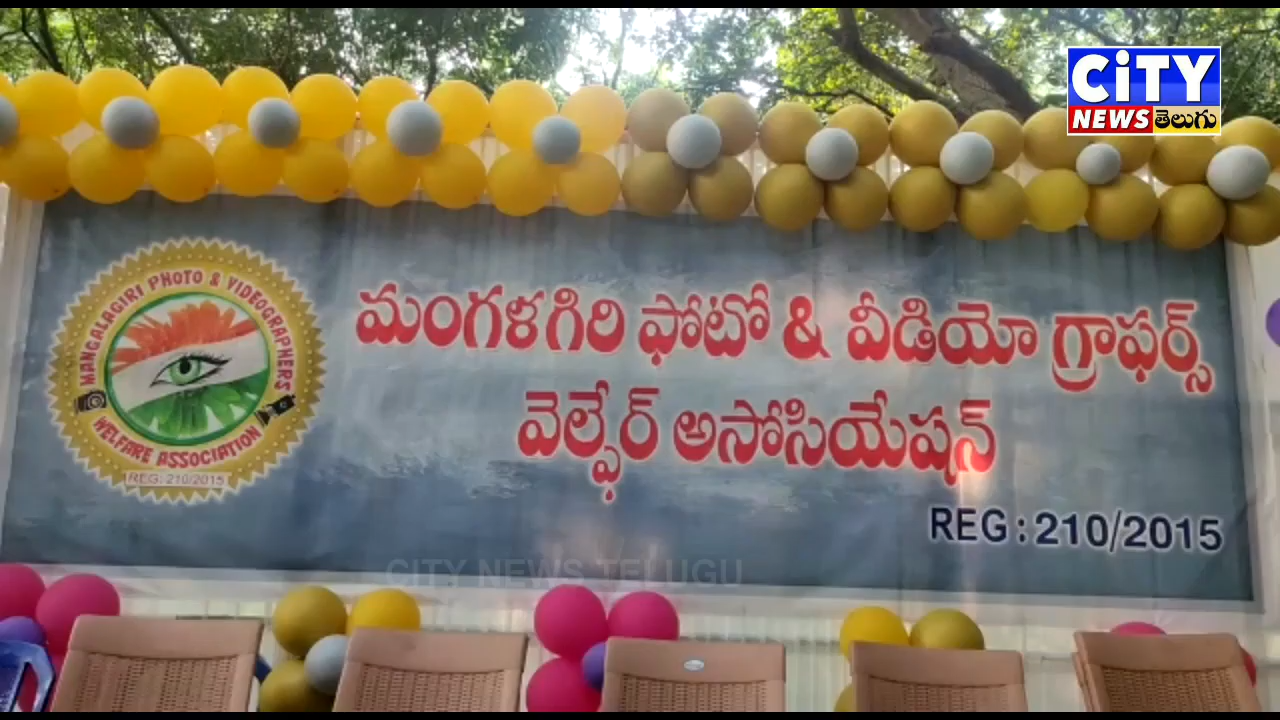 CiTY
NEWS తెలుగు
MANGALAGIRI PHOTO & VIDEOGRAPHERS
WELFARE ASSOCIATION
REG: 210/2015
మంగళగిరి ఫోటో & వీడియో గ్రాఫర్స్
వెల్ఫేర్ అసోసియేషన్
REG : 210/2015
CITY NEWS TELUGU